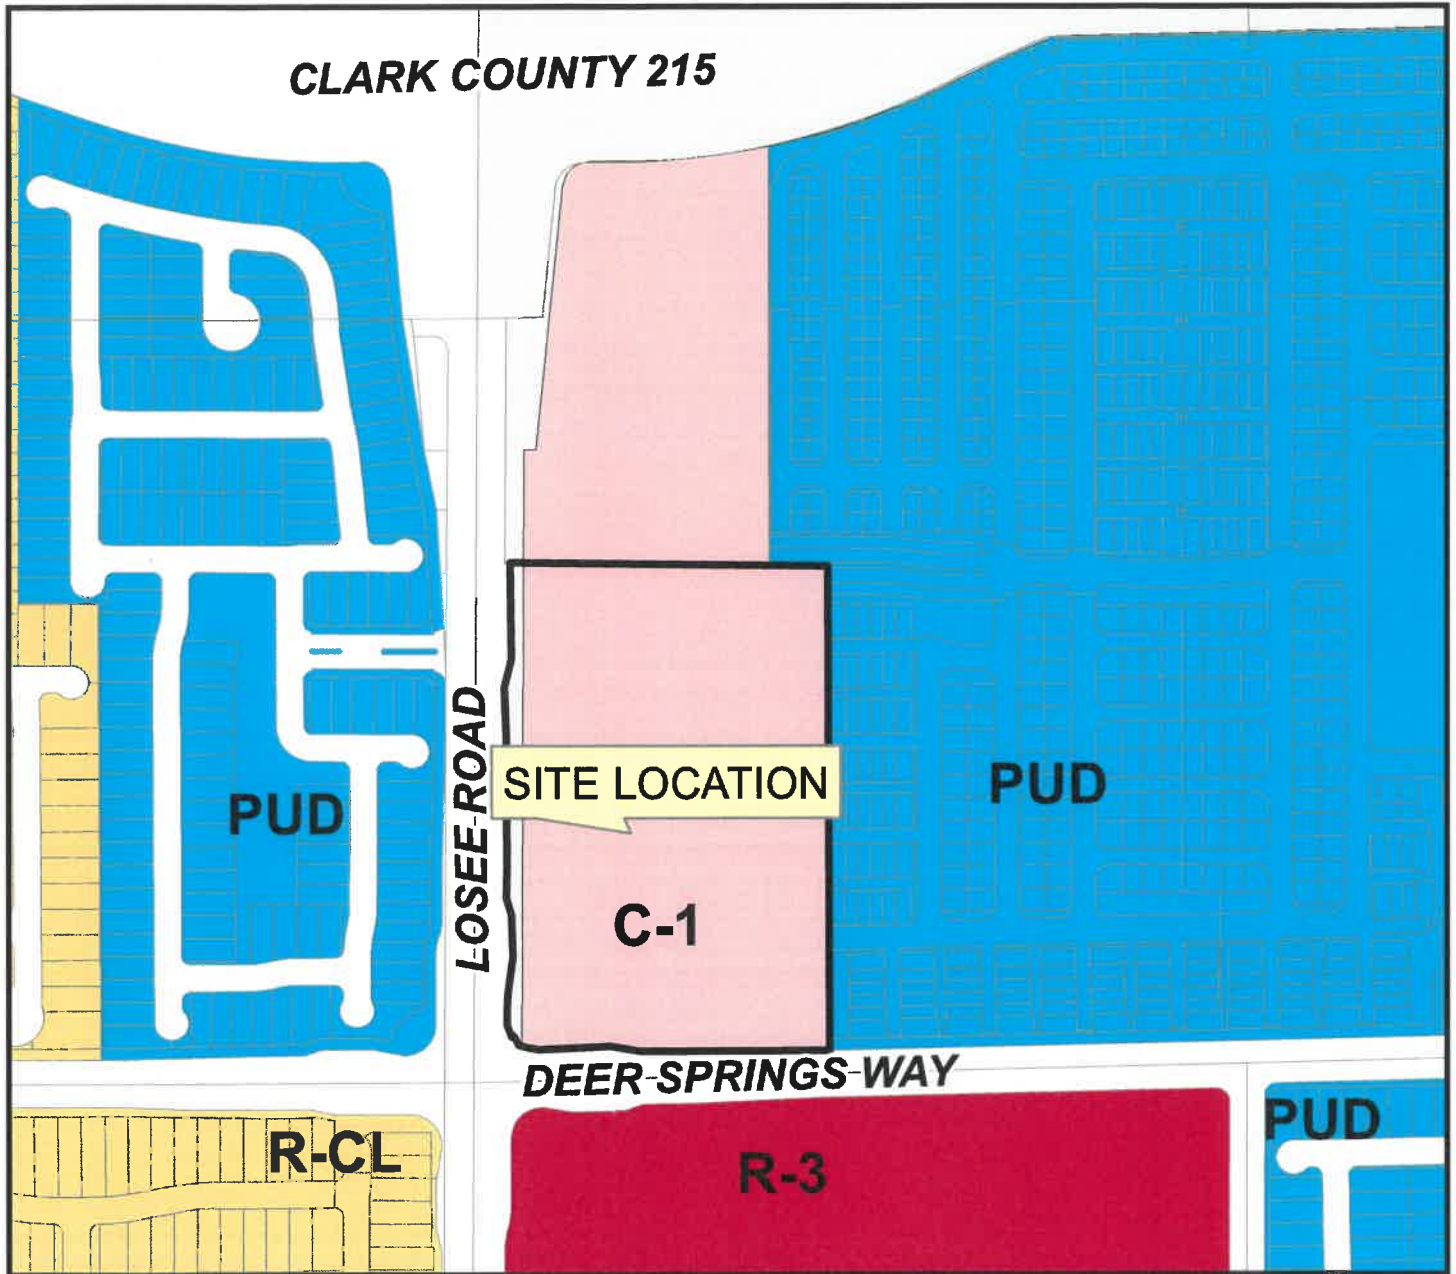 CLARK COUNTY 215
LOSEE ROAD
SITE LOCATION
PUD
PUD
C-1
DEER SPRINGS WAY
PUD
R-CL
R-3